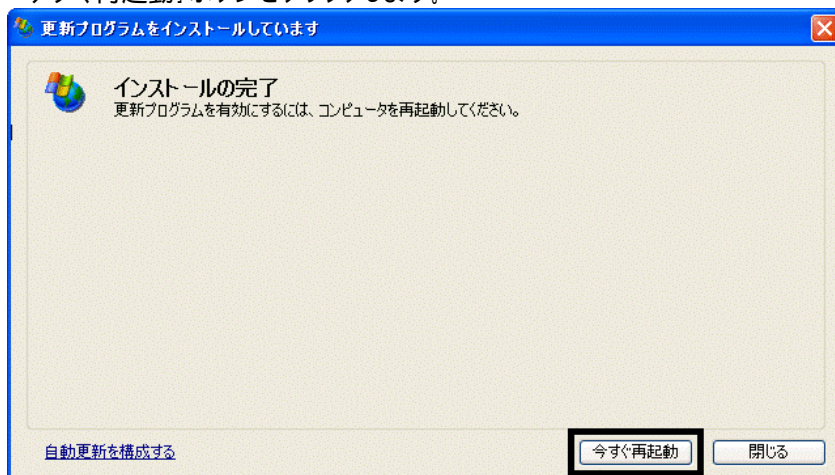 更新プログラムをインストールしています
インストールの完了
更新プログラムを有効にするには、コンピュータを再起動してください。
自動更新を構成する
今すぐ再起動
閉じる